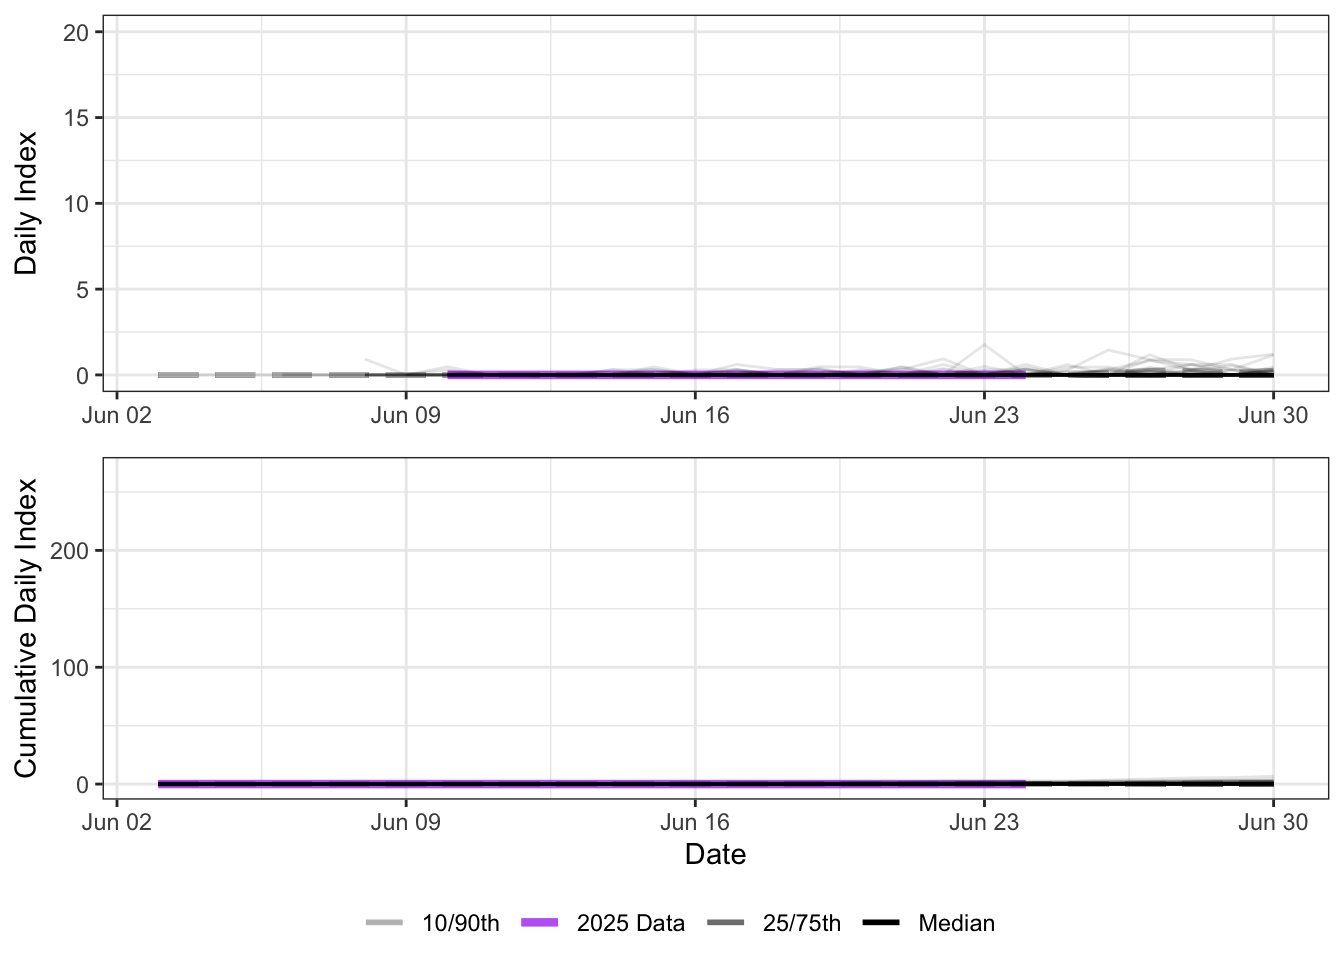 Daily Index
20
15
10
5
0
Jun 02 Jun 09 Jun 16 Jun 23 Jun 30
Cumulative Daily Index
200
100
0
Jun 02 Jun 09 Jun 16 Jun 23 Jun 30
Date
10/90th 2025 Data 25/75th Median